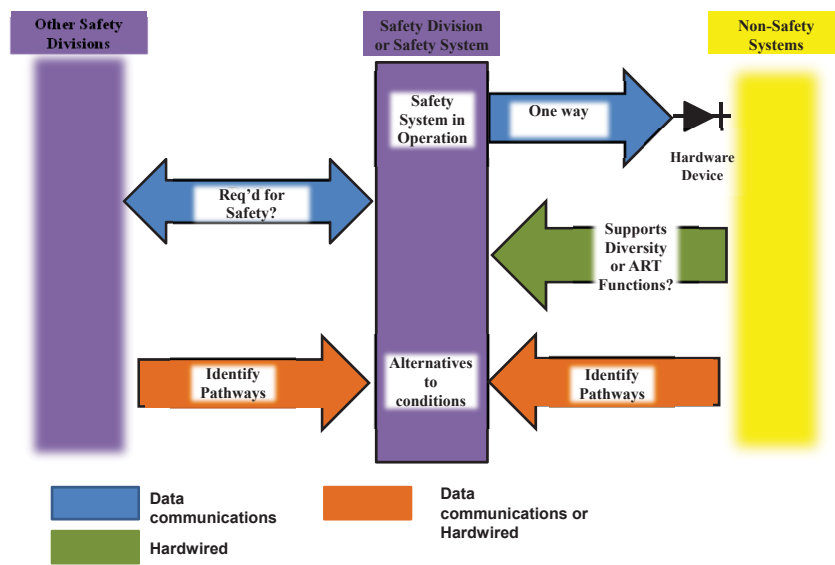 Other Safety
Divisions
Safety Division
or Safety System
Non-Safety
Systems
Safety
System in
Operation
One way
Hardware
Device
Req'd for
Safety?
Supports
Diversity
or ART
Functions?
Identify
Pathways
Alternatives
to
conditions
Identify
Pathways
Data
communications
Data
communications or
Hardwired
Hardwired